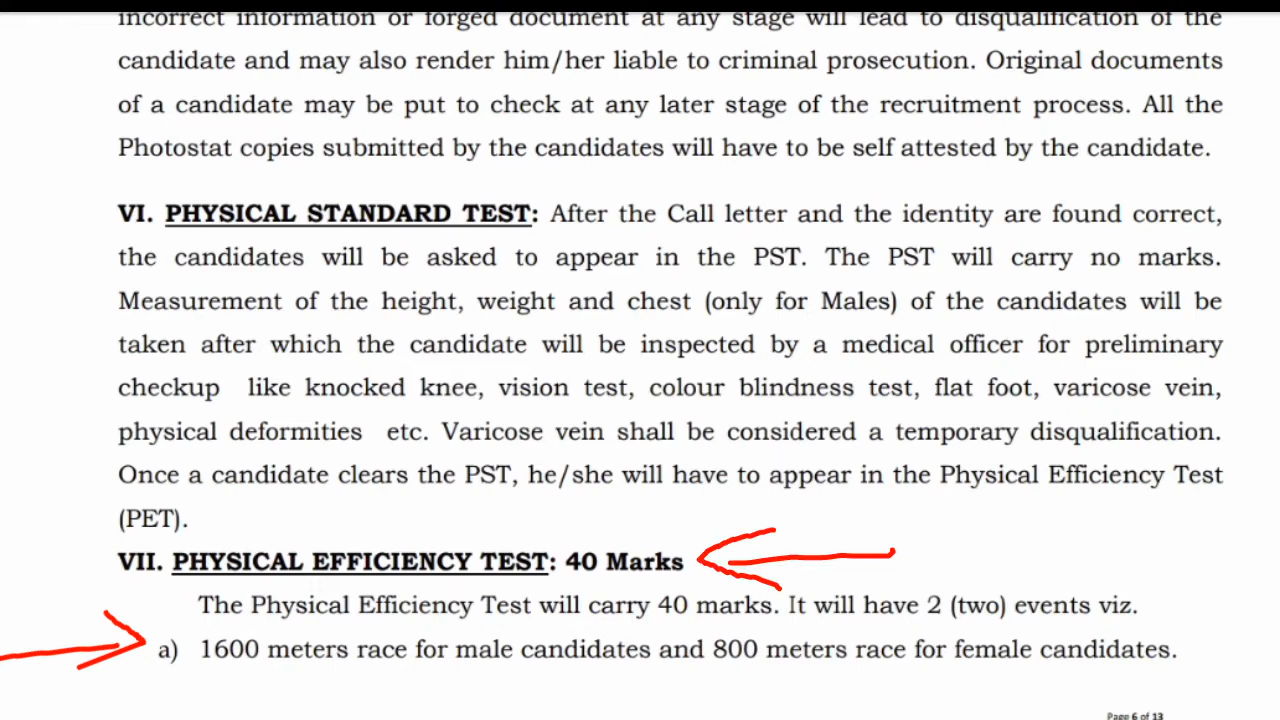 incorrect information or forged document at any stage will lead to disqualification of the
candidate and may also render him/her liable to criminal prosecution. Original documents
of a candidate may be put to check at any later stage of the recruitment process. All the
Photostat copies submitted by the candidates will have to be self attested by the candidate.
VI. PHYSICAL STANDARD TEST: After the Call letter and the identity are found correct,
the candidates will be asked to appear in the PST. The PST will carry no marks.
Measurement of the height, weight and chest (only for Males) of the candidates will be
taken after which the candidate will be inspected by a medical officer for preliminary
checkup like knocked knee, vision test, colour blindness test, flat foot, varicose vein,
physical deformities etc. Varicose vein shall be considered a temporary disqualification.
Once a candidate clears the PST, he/she will have to appear in the Physical Efficiency Test
(PET).
VII. PHYSICAL EFFICIENCY TEST: 40 Marks
The Physical Efficiency Test will carry 40 marks. It will have 2 (two) events viz.
a) 1600 meters race for male candidates and 800 meters race for female candidates.
Page 6 of 13